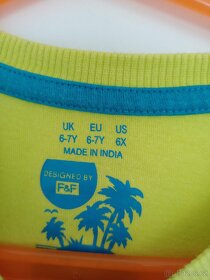 UK EU US
6-7Y 6-7Y 6X
MADE IN INDIA
DESIGNED BY
F&F